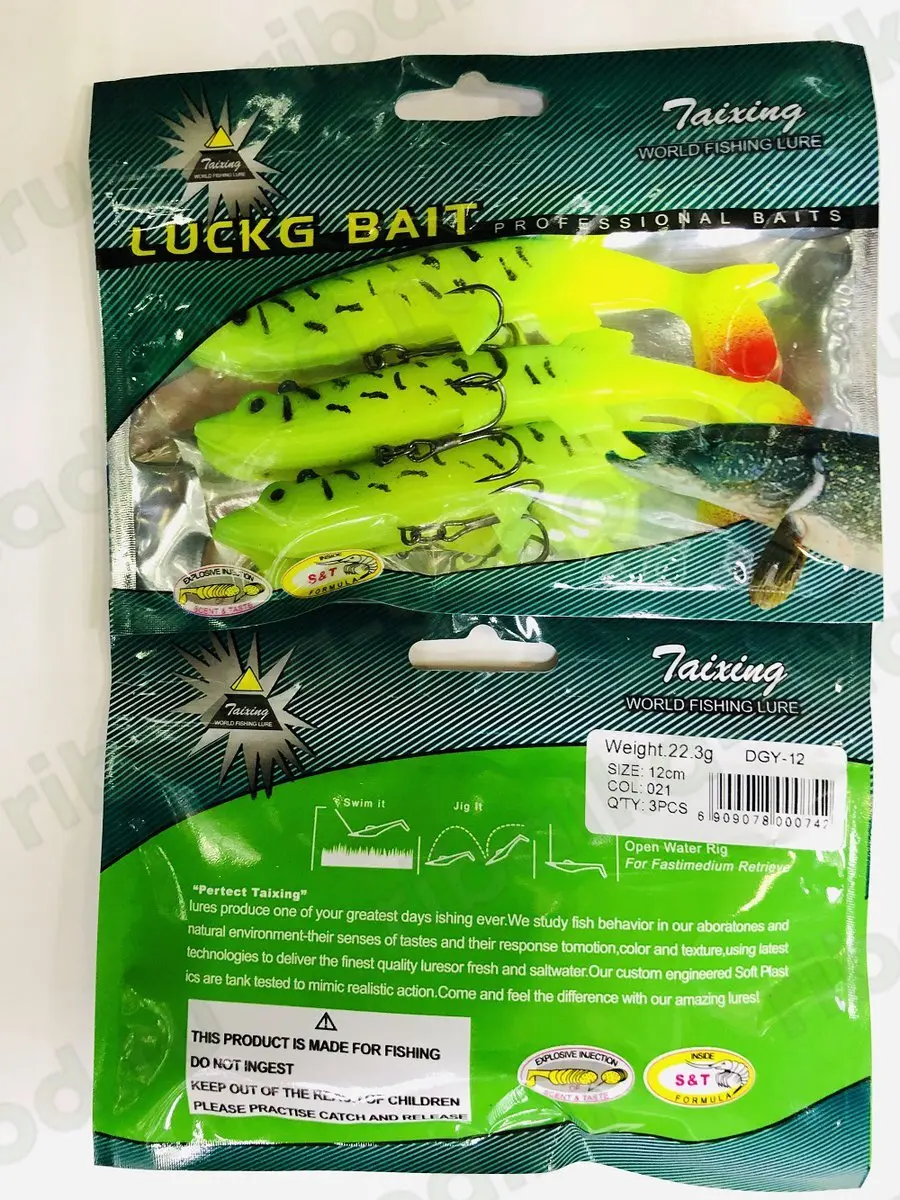 Taixing
WORLD FISHING LURE
Taixing
WORLD FISHING LURE
LUCKG BAIT PROFESSIONAL BAITS
EXPLOSIVE INJECTION
SCENT & TASTE
INSIDE
S&T
FORMULA
Taixing
WORLD FISHING LURE
Taixing
WORLD FISHING LURE
Weight.22.3g DGY-12
SIZE: 12cm
COL: 021
Q'TY: 3PCS
6 909078 000742
Swim it
Jig It
Open Water Rig
For Fastimedium Retrieve
“Perfect Taixing”
lures produce one of your greatest days ishing ever.We study fish behavior in our aboratones and
natural environment-their senses of tastes and their response tomotion,color and texture,using latest
technologies to deliver the finest quality luresor fresh and saltwater.Our custom engineered Soft Plast
ics are tank tested to mimic realistic action.Come and feel the difference with our amazing lures!
THIS PRODUCT IS MADE FOR FISHING
DO NOT INGEST
KEEP OUT OF THE REACH OF CHILDREN
PLEASE PRACTISE CATCH AND RELEASE
EXPLOSIVE INJECTION
SCENT & TASTE
INSIDE
S&T
FORMULA